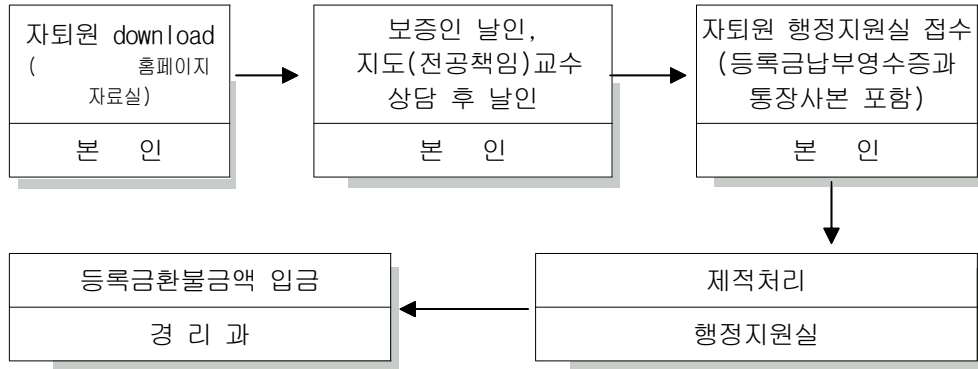 자퇴원 download
( 홈페이지
자료실)
본 인
보증인 날인,
지도(전공책임)교수
상담 후 날인
본 인
자퇴원 행정지원실 접수
(등록금납부영수증과
통장사본 포함)
본 인
제적처리
행정지원실
등록금환불금액 입금
경 리 과